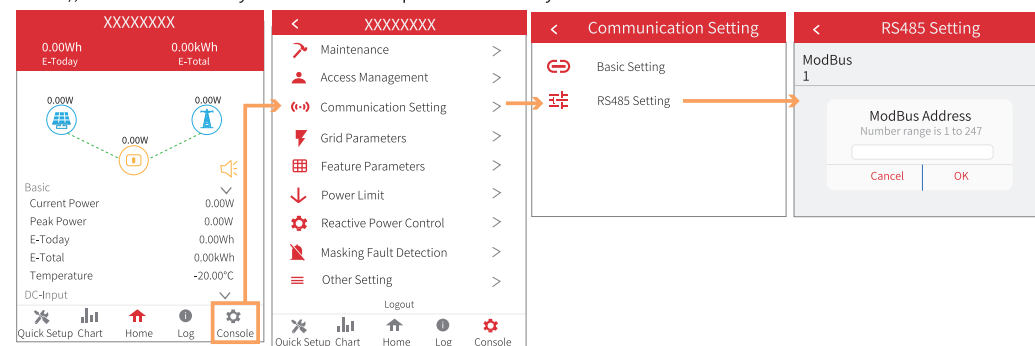 XXXXXXXX
0.00Wh 0.00kWh
E-Today E-Total
0.00W 0.00W
0.00W
Basic
Current Power 0.00W
Peak Power 0.00W
E-Today 0.00Wh
E-Total 0.00kWh
Temperature -20.00°C
DC-Input
Quick Setup Chart Home Log Console
XXXXXXXX
Maintenance
Access Management
Communication Setting
Grid Parameters
Feature Parameters
Power Limit
Reactive Power Control
Masking Fault Detection
Other Setting
Logout
Quick Setup Chart Home Log Console
Communication Setting
Basic Setting
RS485 Setting
RS485 Setting
ModBus
1
ModBus Address
Number range is 1 to 247
Cancel OK